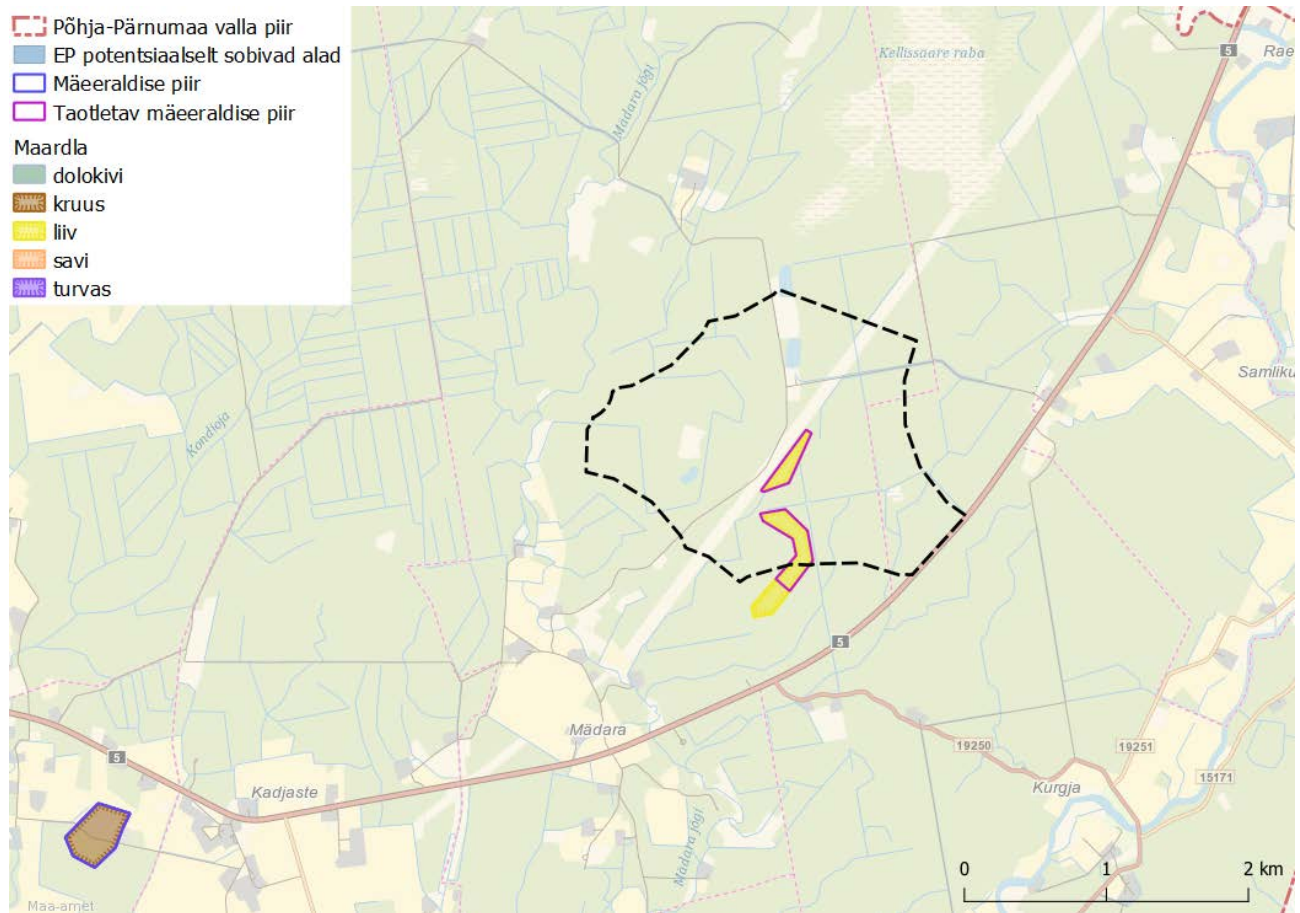 Põhja-Pärnumaa valla piir
EP potentsiaalselt sobivad alad
Mäeeraldise piir
Taotletav mäeeraldise piir
Maardla
dolokivi
kruus
liiv
savi
turvas
Kellissaare raba
5
Rae
Mädara jõgi
Samliku
Kondioja
5
Mädara
19250
19251
15171
5
Kadjaste
Kurgja
Mädara jõgi
0 1 2 km
Maa-amet